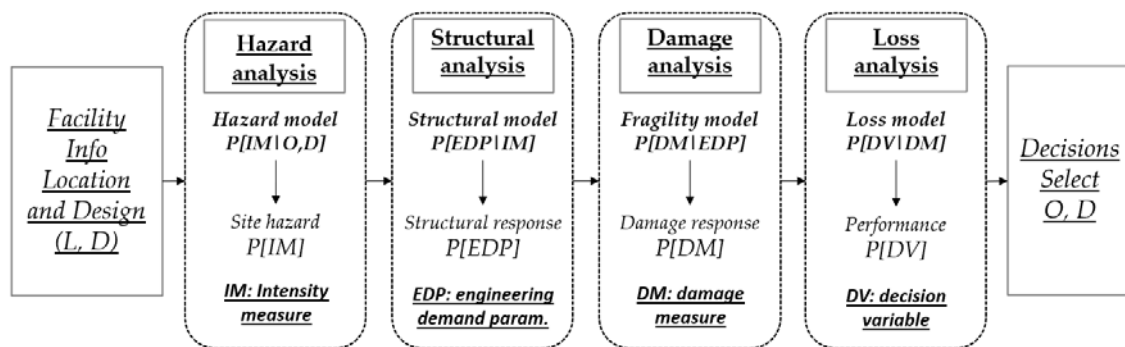 Facility
Info
Location
and Design
(L, D)
Hazard
analysis
Hazard model
P[IM\O,D]
Site hazard
P[IM]
IM: Intensity
measure
Structural
analysis
Structural model
P[EDP\IM]
Structural response
P[EDP]
EDP: engineering
demand param.
Damage
analysis
Fragility model
P[DM\EDP]
Damage response
P[DM]
DM: damage
measure
Loss
analysis
Loss model
P[DV\DM]
Performance
P[DV]
DV: decision
variable
Decisions
Select
O, D